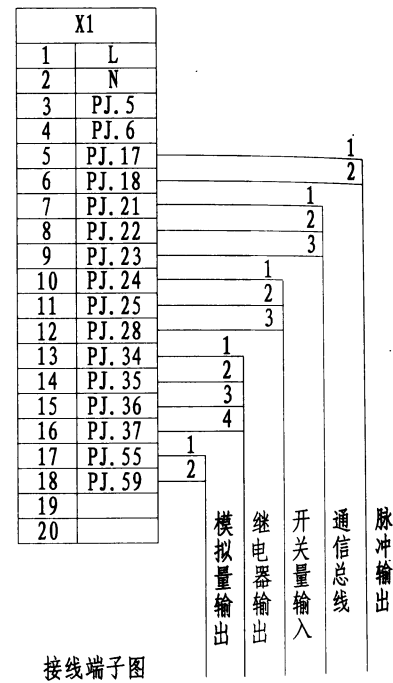 X1
1 L
2 N
3 PJ.5
4 PJ.6
5 PJ.17 1
6 PJ.18 2
7 PJ.21 1
8 PJ.22 2
9 PJ.23 3
10 PJ.24 1
11 PJ.25 2
12 PJ.28 3
13 PJ.34 1
14 PJ.35 2
15 PJ.36 3
16 PJ.37 4
17 PJ.55 1
18 PJ.59 2
19
20
模拟量输出
继电器输出
开关量输入
通信总线
脉冲输出
接线端子图